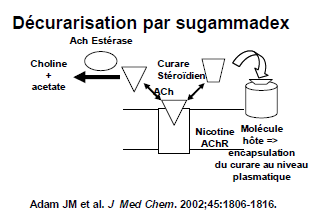 Décurarisation par sugammadex
Ach Estérase
Choline
+
acetate
Curare
Stéroïdien
ACh
Nicotine
AChR
Molécule
hôte =>
encapsulation
du curare au niveau
plasmatique
Adam JM et al. J Med Chem. 2002;45:1806-1816.